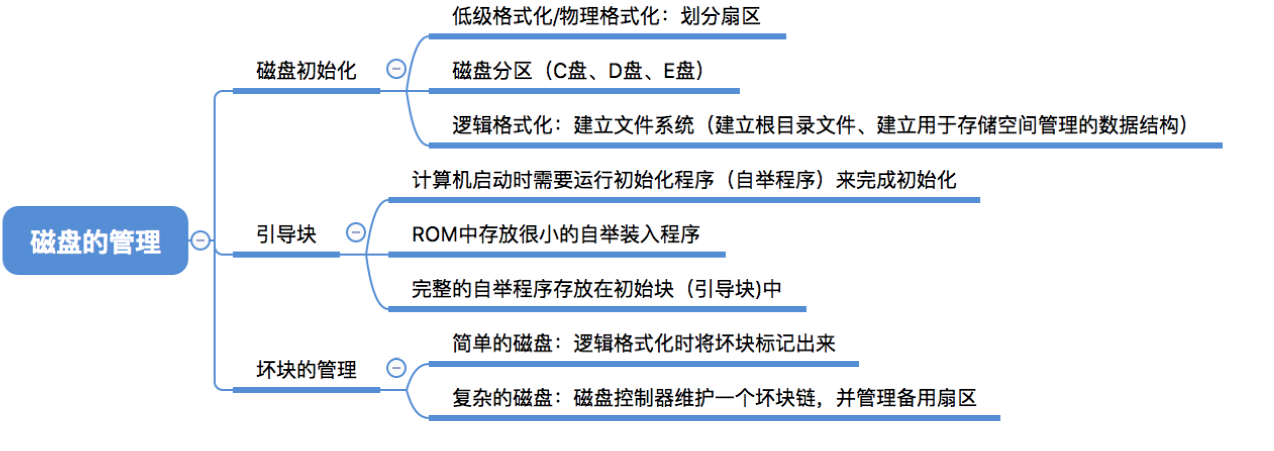 磁盘的管理
磁盘初始化
低级格式化/物理格式化：划分扇区
磁盘分区（C盘、D盘、E盘）
逻辑格式化：建立文件系统（建立根目录文件、建立用于存储空间管理的数据结构）
引导块
计算机启动时需要运行初始化程序（自举程序）来完成初始化
ROM中存放很小的自举装入程序
完整的自举程序存放在初始块（引导块)中
坏块的管理
简单的磁盘：逻辑格式化时将坏块标记出来
复杂的磁盘：磁盘控制器维护一个坏块链，并管理备用扇区